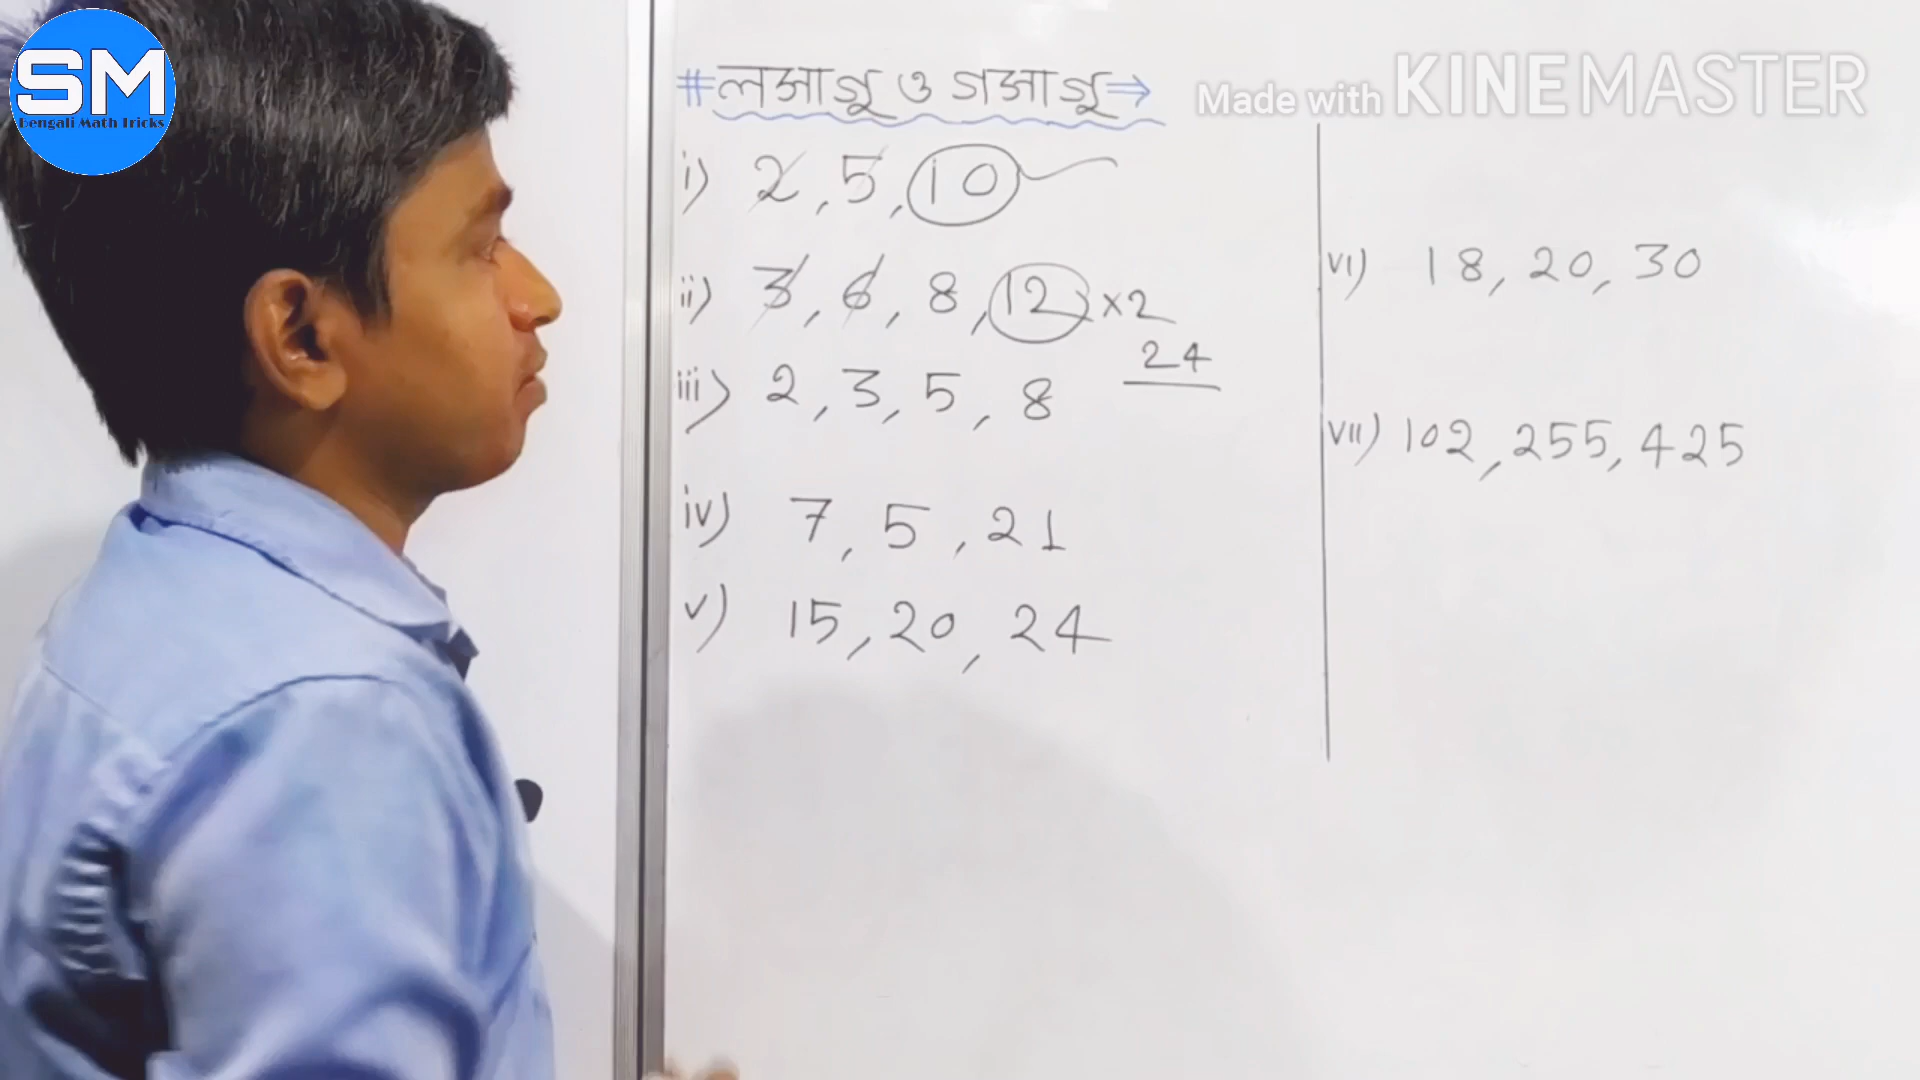 SM
Bengali Math Tricks
Made with KINEMASTER
# লসাগু ও গসাগু ⇒
i) 2, 5, 10
ii) 3, 6, 8, 12 × 2
24
iii) 2, 3, 5, 8
iv) 7, 5, 21
v) 15, 20, 24
vi) 18, 20, 30
vii) 102, 255, 425